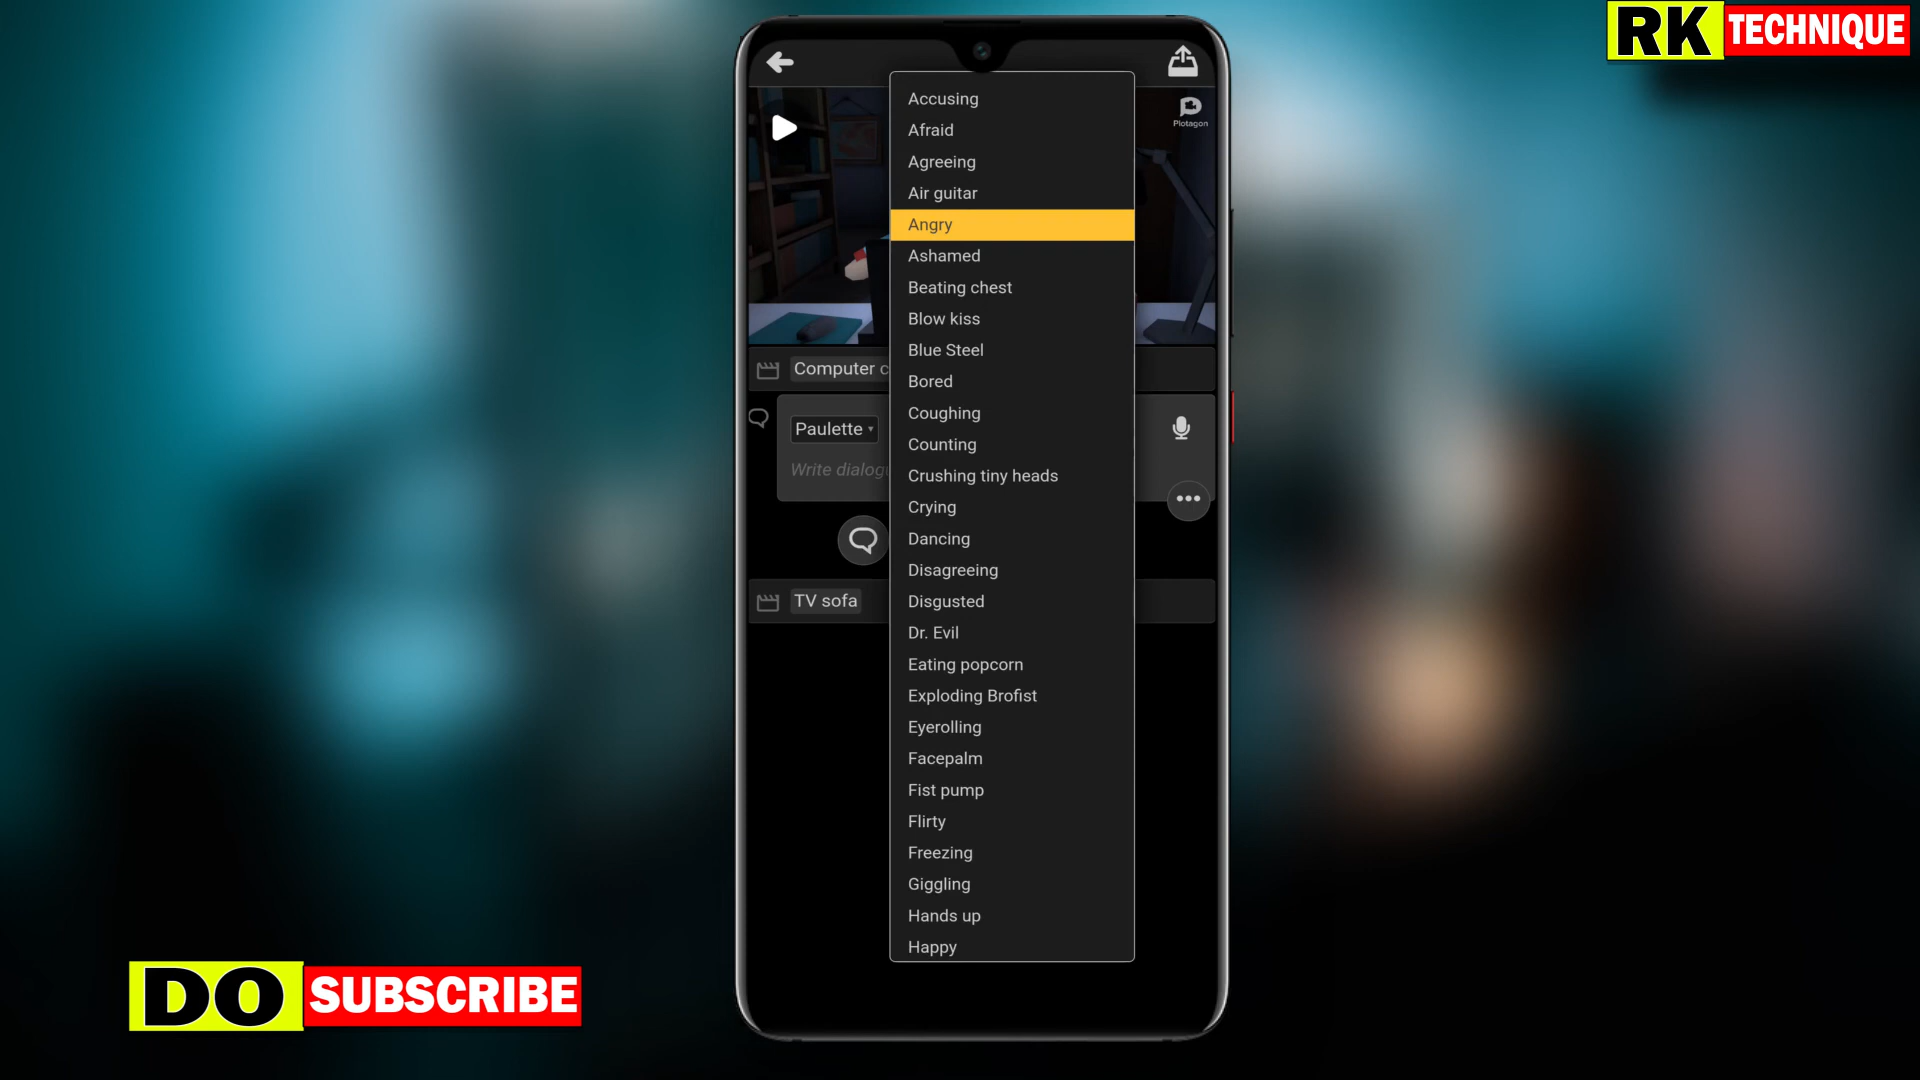 RK TECHNIQUE
Plotagon
Accusing
Afraid
Agreeing
Air guitar
Angry
Ashamed
Beating chest
Blow kiss
Blue Steel
Bored
Coughing
Counting
Crushing tiny heads
Crying
Dancing
Disagreeing
Disgusted
Dr. Evil
Eating popcorn
Exploding Brofist
Eyerolling
Facepalm
Fist pump
Flirty
Freezing
Giggling
Hands up
Happy
Computer c
Paulette
Write dialogu
TV sofa
DO SUBSCRIBE